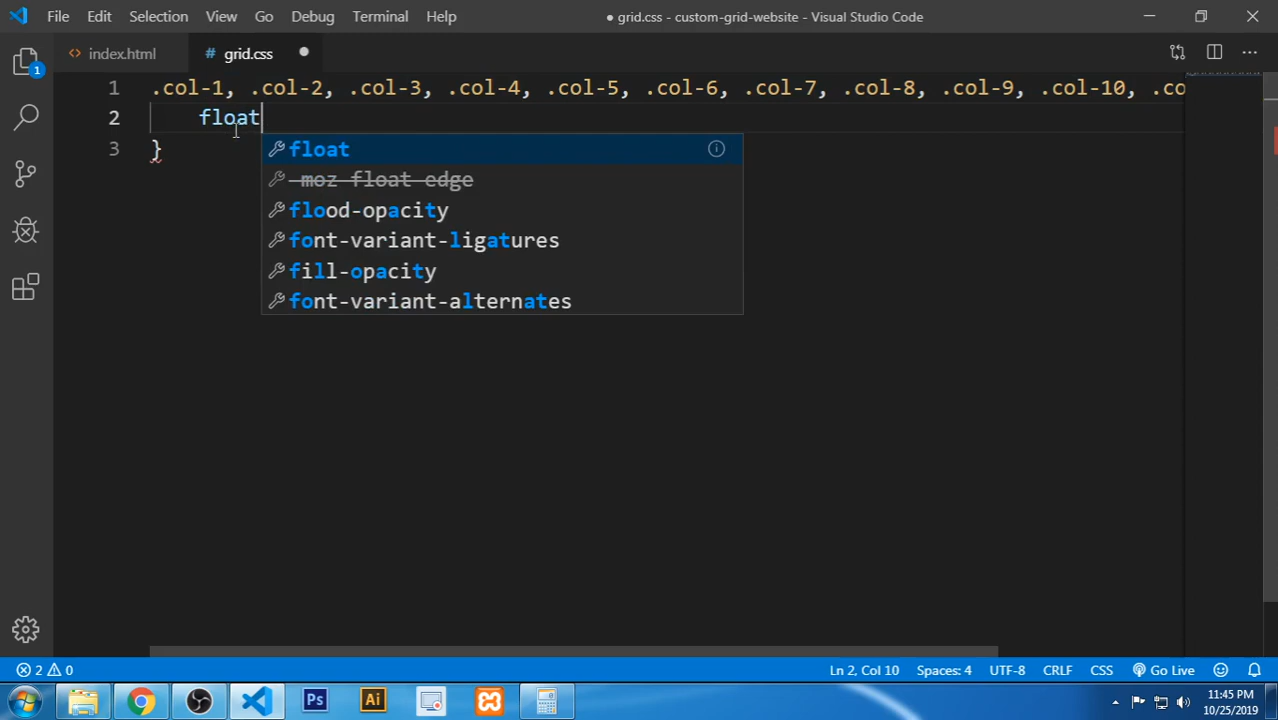 File Edit Selection View Go Debug Terminal Help
● grid.css - custom-grid-website - Visual Studio Code
<> index.html
# grid.css ●
1
1 .col-1, .col-2, .col-3, .col-4, .col-5, .col-6, .col-7, .col-8, .col-9, .col-10, .co
2 float
3 }
float
-moz-float-edge
flood-opacity
font-variant-ligatures
fill-opacity
font-variant-alternates
2 0 Ln 2, Col 10 Spaces: 4 UTF-8 CRLF CSS Go Live
Ps Ai
11:45 PM
10/25/2019